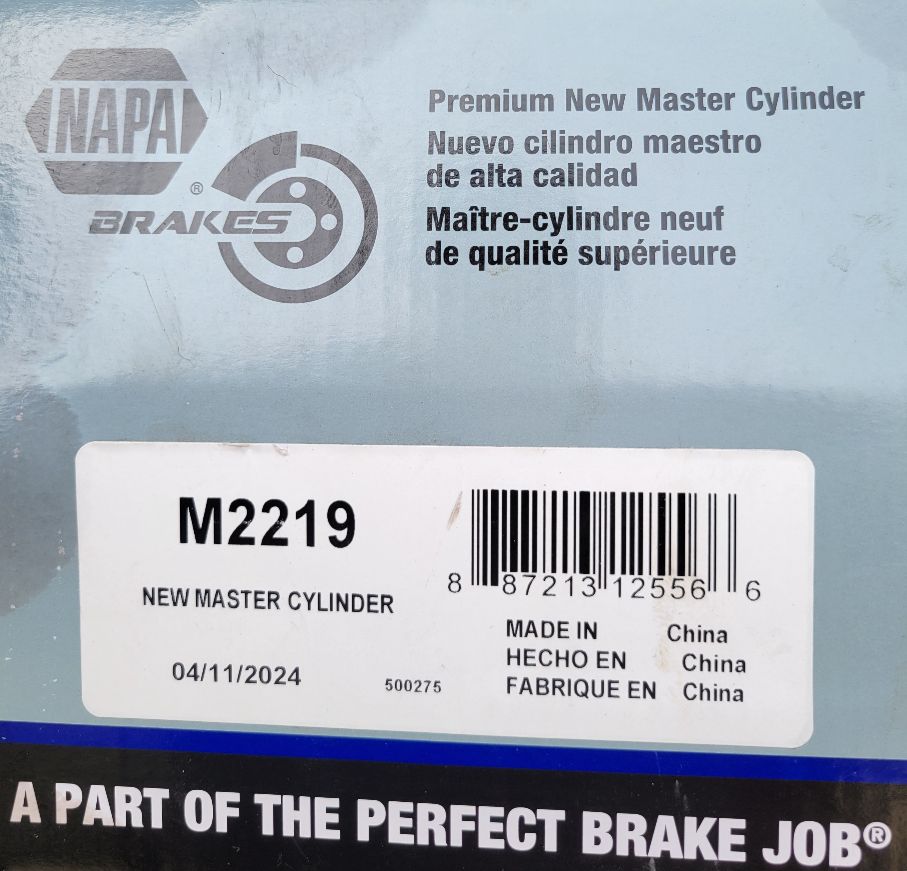 NAPA
®
BRAKES
Premium New Master Cylinder
Nuevo cilindro maestro
de alta calidad
Maître-cylindre neuf
de qualité supérieure
M2219
NEW MASTER CYLINDER
04/11/2024
500275
8 87213 12556 6
MADE IN China
HECHO EN China
FABRIQUE EN China
A PART OF THE PERFECT BRAKE JOB®